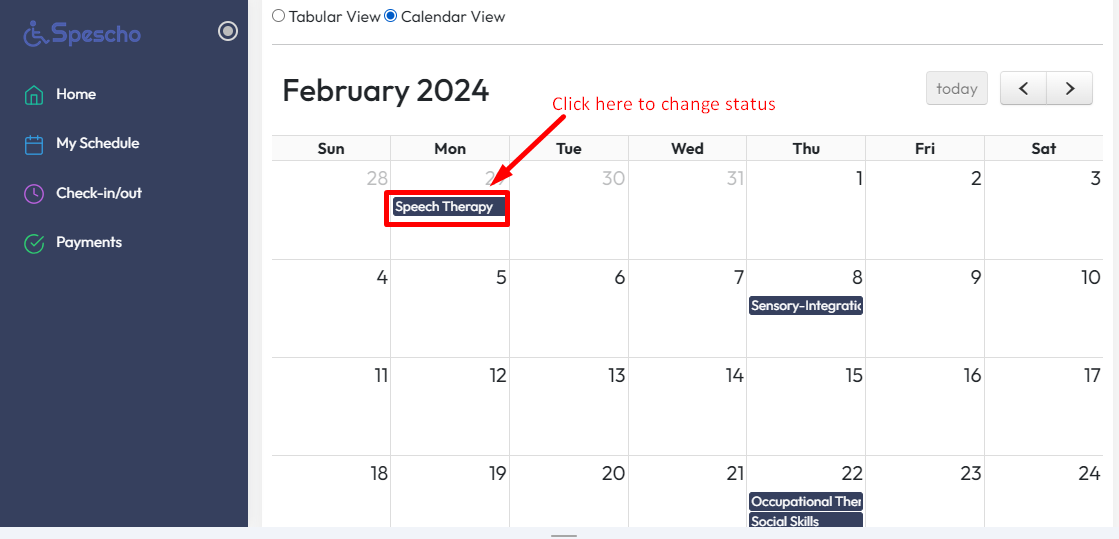 Spescho
Home
My Schedule
Check-in/out
Payments
Tabular View Calendar View
February 2024
today
Click here to change status
Sun Mon Tue Wed Thu Fri Sat
28 29 30 31 1 2 3
Speech Therapy
4 5 6 7 8 9 10
Sensory-Integratic
11 12 13 14 15 16 17
18 19 20 21 22 23 24
Occupational Ther
Social Skills